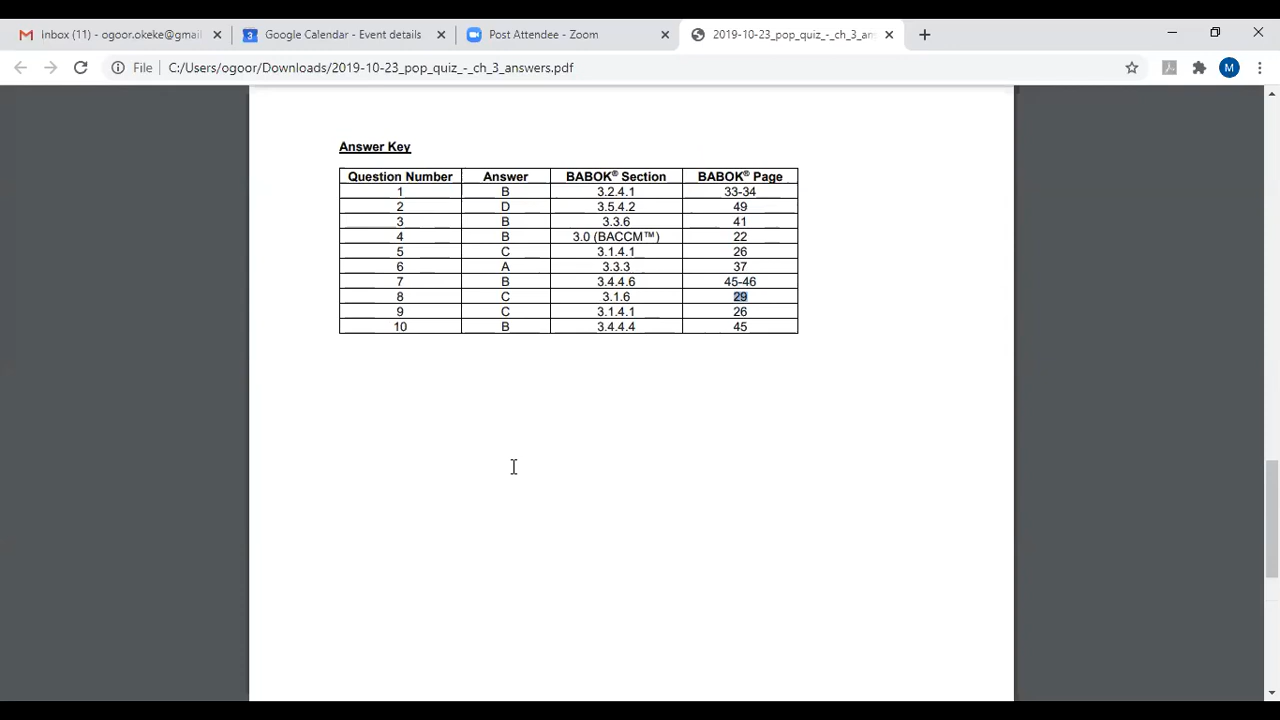 inbox (11) - ogoor.okeke@gmail
Google Calendar - Event details
Post Attendee - Zoom
2019-10-23_pop_quiz_-_ch_3_an
File C:/Users/ogoor/Downloads/2019-10-23_pop_quiz_-_ch_3_answers.pdf M
Answer Key
Question Number Answer BABOK® Section BABOK® Page
1 B 3.2.4.1 33-34
2 D 3.5.4.2 49
3 B 3.3.6 41
4 B 3.0 (BACCM™) 22
5 C 3.1.4.1 26
6 A 3.3.3 37
7 B 3.4.4.6 45-46
8 C 3.1.6 29
9 C 3.1.4.1 26
10 B 3.4.4.4 45